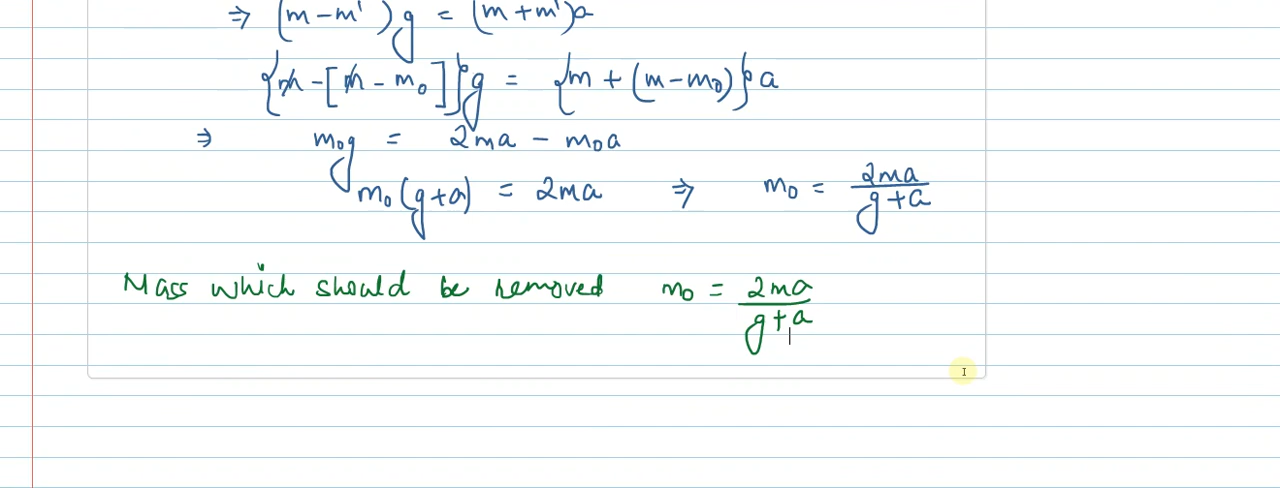 ⇒ (m - m')g = (m + m')a
{m - [m - m₀]}g = {m + (m - m₀)}a
⇒ m₀g = 2ma - m₀a
m₀(g+a) = 2ma ⇒ m₀ = 2ma/(g+a)
Mass which should be removed m₀ = 2ma/(g+a)